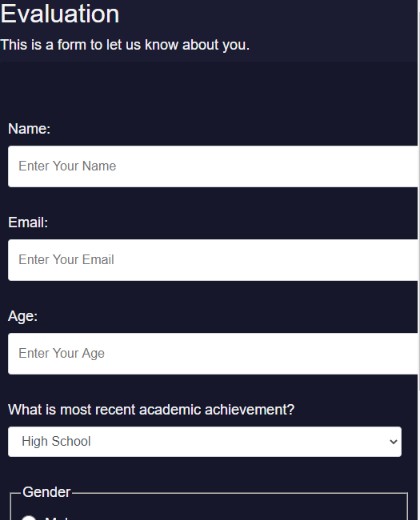 Evaluation
This is a form to let us know about you.
Name:
Enter Your Name
Email:
Enter Your Email
Age:
Enter Your Age
What is most recent academic achievement?
High School
Gender